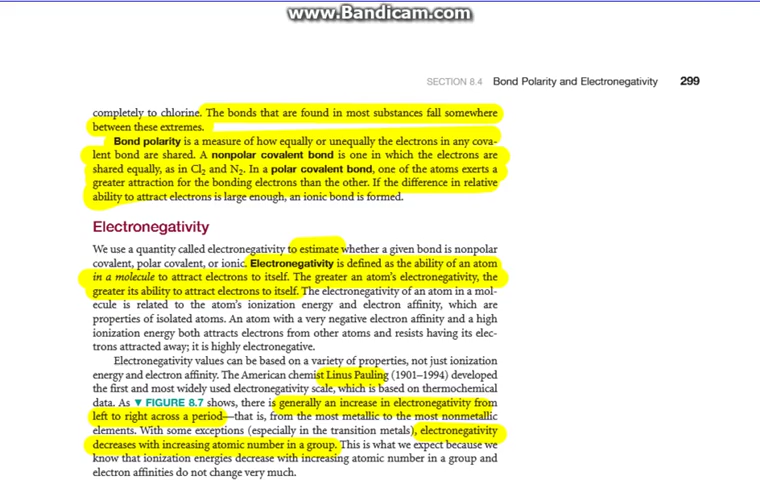 www.Bandicam.com
SECTION 8.4 Bond Polarity and Electronegativity 299
completely to chlorine. The bonds that are found in most substances fall somewhere
between these extremes.
Bond polarity is a measure of how equally or unequally the electrons in any cova-
lent bond are shared. A nonpolar covalent bond is one in which the electrons are
shared equally, as in Cl₂ and N₂. In a polar covalent bond, one of the atoms exerts a
greater attraction for the bonding electrons than the other. If the difference in relative
ability to attract electrons is large enough, an ionic bond is formed.
Electronegativity
We use a quantity called electronegativity to estimate whether a given bond is nonpolar
covalent, polar covalent, or ionic. Electronegativity is defined as the ability of an atom
in a molecule to attract electrons to itself. The greater an atom's electronegativity, the
greater its ability to attract electrons to itself. The electronegativity of an atom in a mol-
ecule is related to the atom's ionization energy and electron affinity, which are
properties of isolated atoms. An atom with a very negative electron affinity and a high
ionization energy both attracts electrons from other atoms and resists having its elec-
trons attracted away; it is highly electronegative.
Electronegativity values can be based on a variety of properties, not just ionization
energy and electron affinity. The American chemist Linus Pauling (1901–1994) developed
the first and most widely used electronegativity scale, which is based on thermochemical
data. As ▼ FIGURE 8.7 shows, there is generally an increase in electronegativity from
left to right across a period—that is, from the most metallic to the most nonmetallic
elements. With some exceptions (especially in the transition metals), electronegativity
decreases with increasing atomic number in a group. This is what we expect because we
know that ionization energies decrease with increasing atomic number in a group and
electron affinities do not change very much.